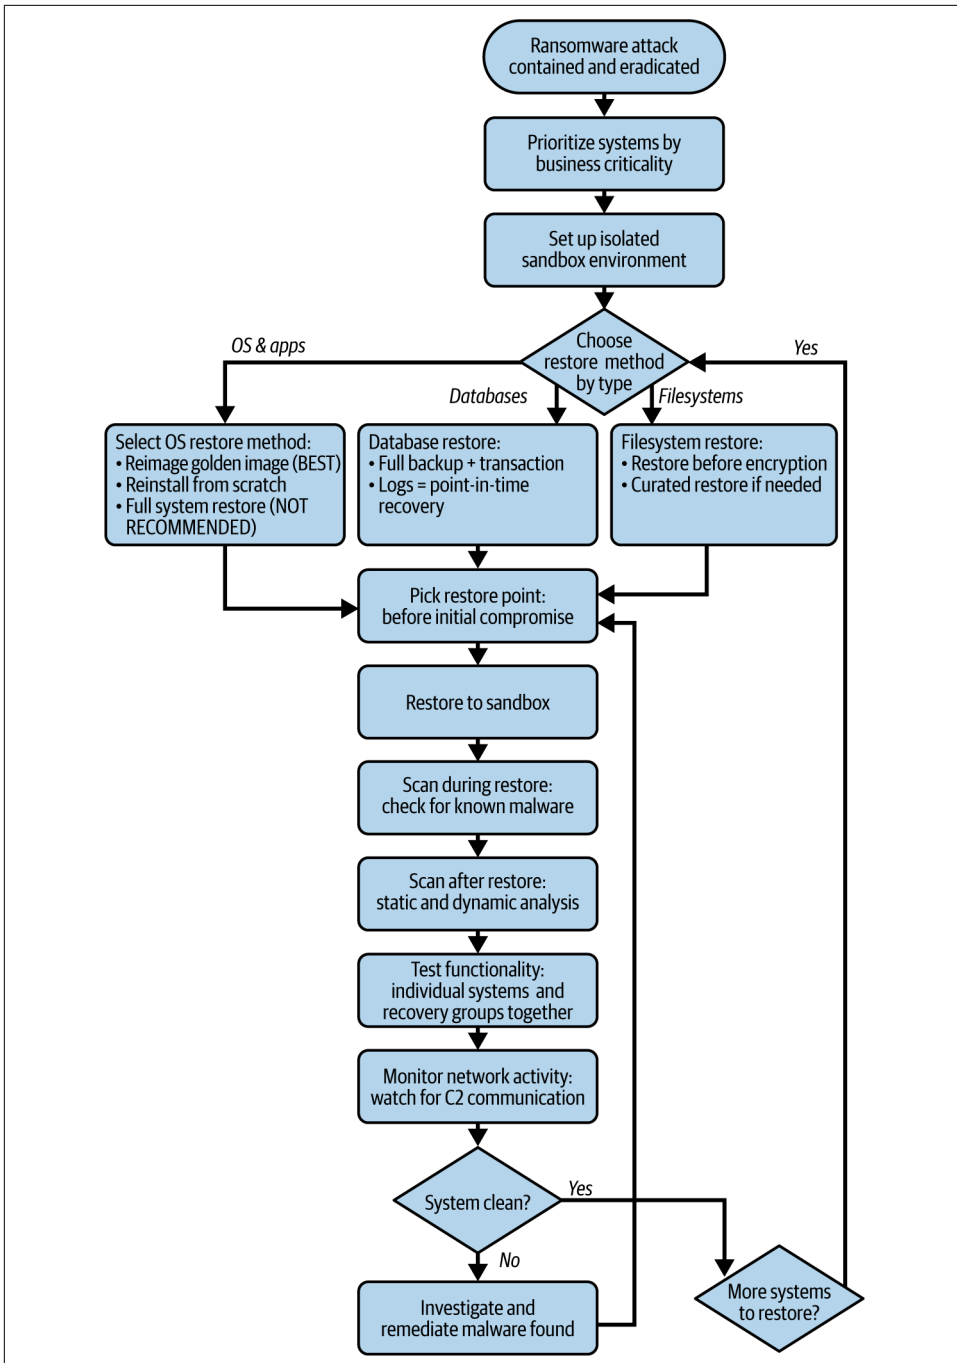 Ransomware attack
contained and eradicated
Prioritize systems by
business criticality
Set up isolated
sandbox environment
Choose
restore method
by type
OS & apps
Yes
Databases
Filesystems
Select OS restore method:
• Reimage golden image (BEST)
• Reinstall from scratch
• Full system restore (NOT
RECOMMENDED)
Database restore:
• Full backup + transaction
• Logs = point-in-time
recovery
Filesystem restore:
• Restore before encryption
• Curated restore if needed
Pick restore point:
before initial compromise
Restore to sandbox
Scan during restore:
check for known malware
Scan after restore:
static and dynamic analysis
Test functionality:
individual systems and
recovery groups together
Monitor network activity:
watch for C2 communication
System clean?
Yes
No
Investigate and
remediate malware found
More systems
to restore?